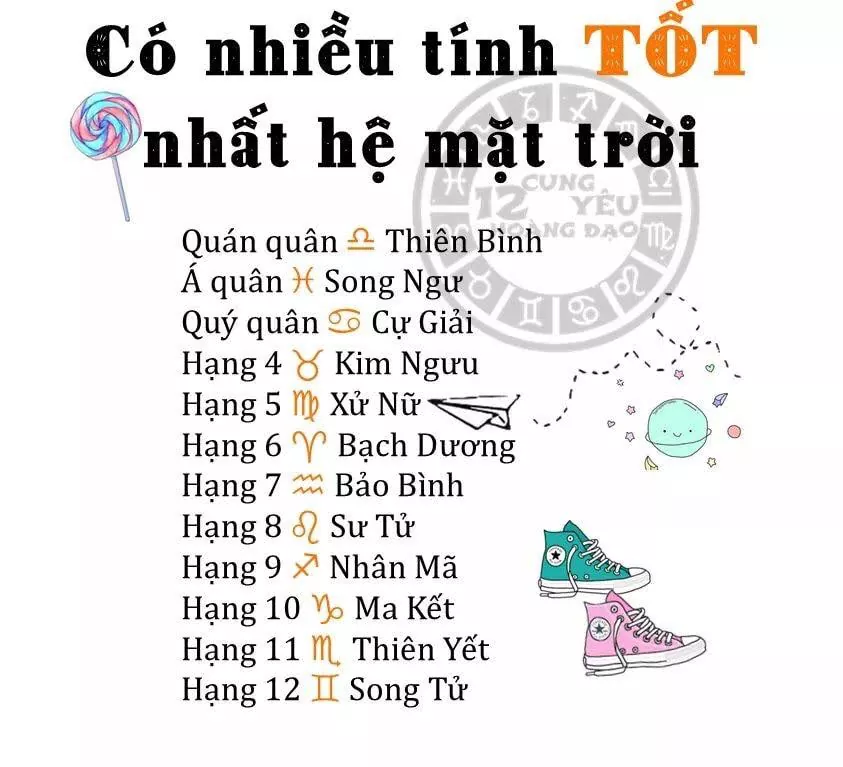 Có nhiều tính TỐT
nhất hệ mặt trời
12 CUNG
HOÀNG ĐẠO
YÊU
Quán quân ♎ Thiên Bình
Á quân ♓ Song Ngư
Quý quân ♋ Cự Giải
Hạng 4 ♉ Kim Ngưu
Hạng 5 ♍ Xử Nữ
Hạng 6 ♈ Bạch Dương
Hạng 7 ♒ Bảo Bình
Hạng 8 ♌ Sư Tử
Hạng 9 ♐ Nhân Mã
Hạng 10 ♑ Ma Kết
Hạng 11 ♏ Thiên Yết
Hạng 12 ♊ Song Tử